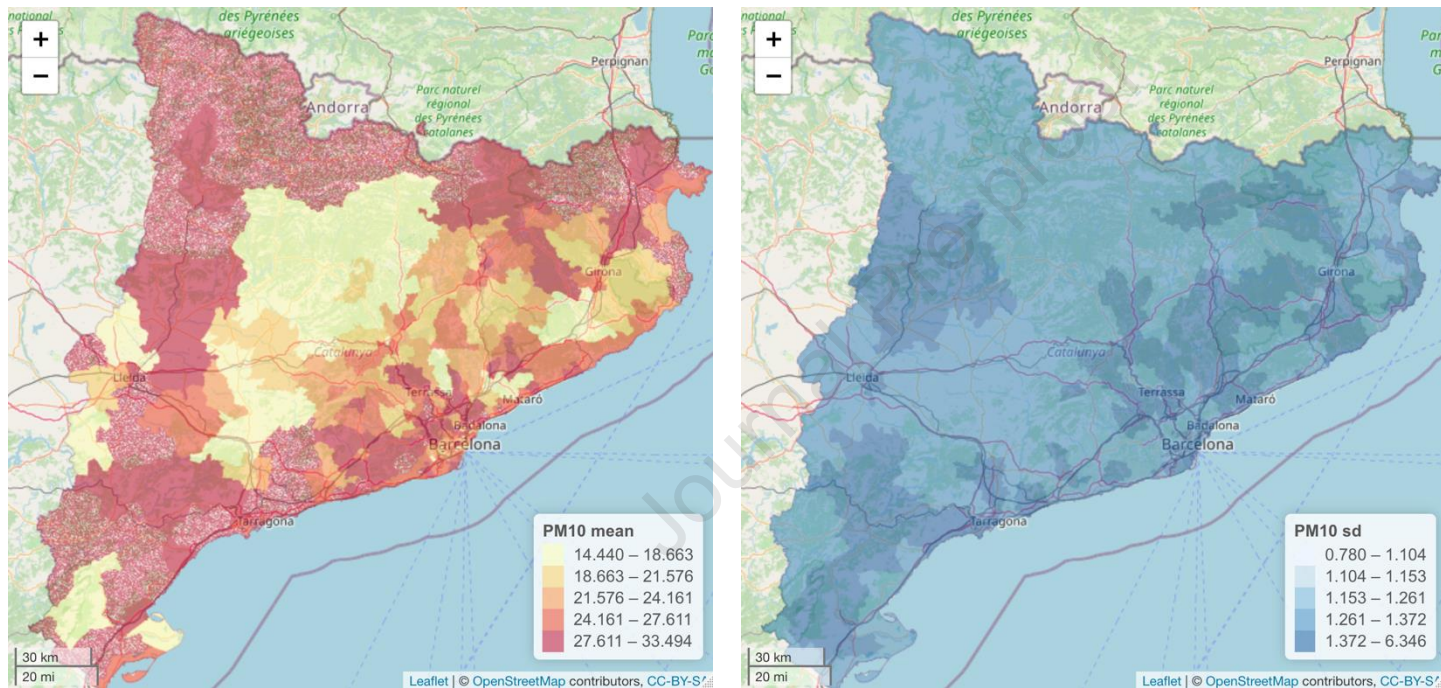 national
des Pyrénées
ariégeoises
+
−
Perpignan
Parc naturel
régional
des Pyrénées
catalanes
Andorra
Girona
Catalunya
Lleida
Terrassa
Mataró
Badalona
Barcelona
Tarragona
PM10 mean
14.440 – 18.663
18.663 – 21.576
21.576 – 24.161
24.161 – 27.611
27.611 – 33.494
30 km
20 mi
Leaflet | © OpenStreetMap contributors, CC-BY-SA
national
des Pyrénées
ariégeoises
+
−
Perpignan
Parc naturel
régional
des Pyrénées
catalanes
Andorra
Girona
Catalunya
Lleida
Terrassa
Mataró
Badalona
Barcelona
Tarragona
PM10 sd
0.780 – 1.104
1.104 – 1.153
1.153 – 1.261
1.261 – 1.372
1.372 – 6.346
30 km
20 mi
Leaflet | © OpenStreetMap contributors, CC-BY-SA